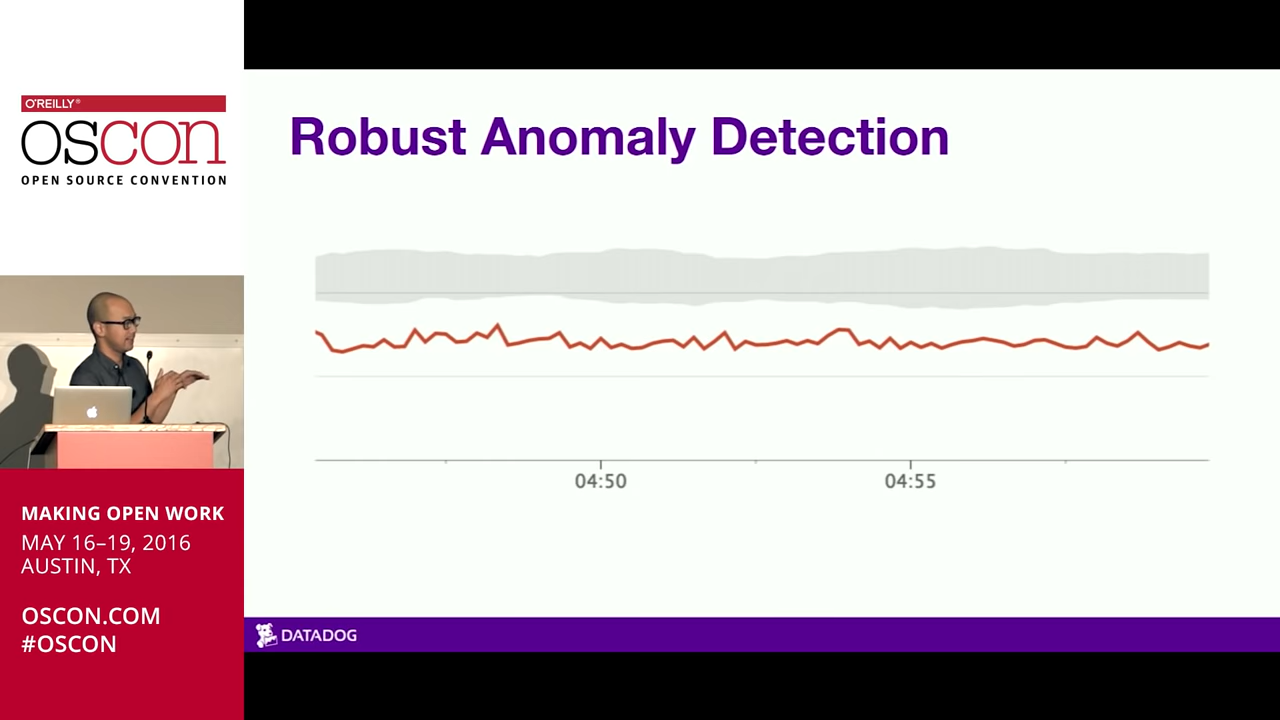 O'REILLY®
OSCON
OPEN SOURCE CONVENTION
MAKING OPEN WORK
MAY 16–19, 2016
AUSTIN, TX
OSCON.COM
#OSCON
Robust Anomaly Detection
04:50
04:55
DATADOG